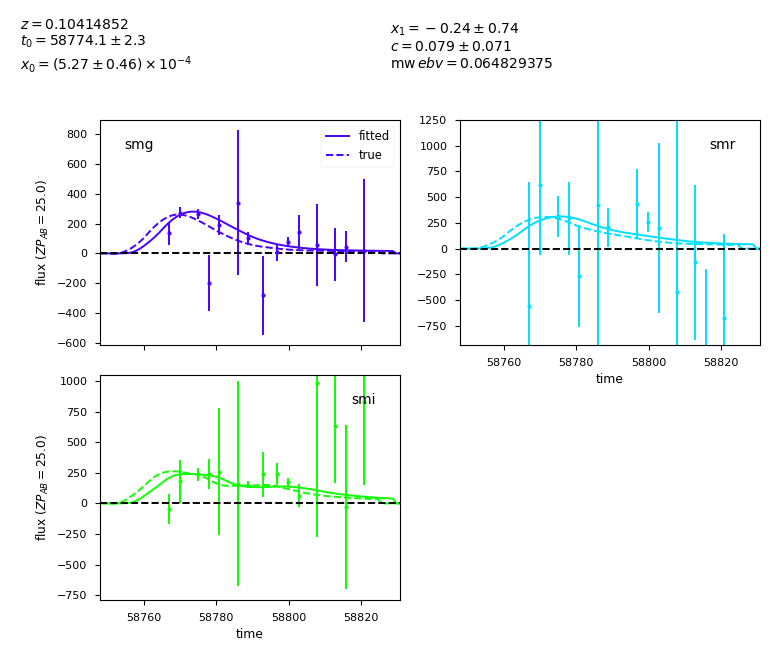 z = 0.10414852
t₀ = 58774.1 ± 2.3
x₀ = (5.27 ± 0.46) × 10⁻⁴
x₁ = −0.24 ± 0.74
c = 0.079 ± 0.071
mw ebv = 0.064829375
smg
fitted
true
800
600
400
200
0
−200
−400
−600
flux (ZP_AB = 25.0)
smr
1250
1000
750
500
250
0
−250
−500
−750
58760 58780 58800 58820
time
smi
1000
750
500
250
0
−250
−500
−750
flux (ZP_AB = 25.0)
58760 58780 58800 58820
time